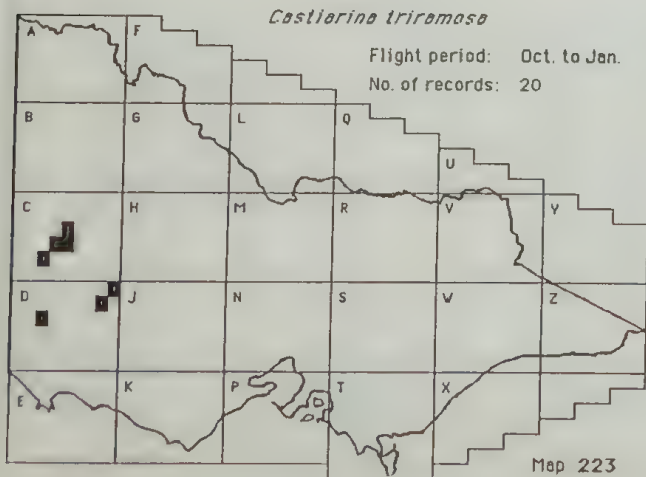 Castiarina triramosa
Flight period: Oct. to Jan.
No. of records: 20
A F
B G L Q
U
C H M R V Y
D J N S W Z
E K P T X
Map 223